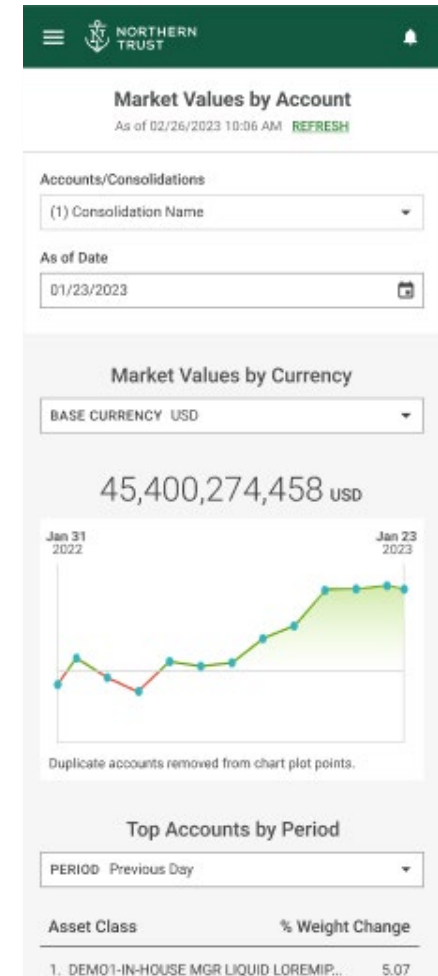 NORTHERN
TRUST
Market Values by Account
As of 02/26/2023 10:06 AM REFRESH
Accounts/Consolidations
(1) Consolidation Name
As of Date
01/23/2023
Market Values by Currency
BASE CURRENCY USD
45,400,274,458 USD
Jan 31 Jan 23
2022 2023
Duplicate accounts removed from chart plot points.
Top Accounts by Period
PERIOD Previous Day
Asset Class % Weight Change
1. DEMO1-IN-HOUSE MGR LIQUID LOREMIP... 5.07